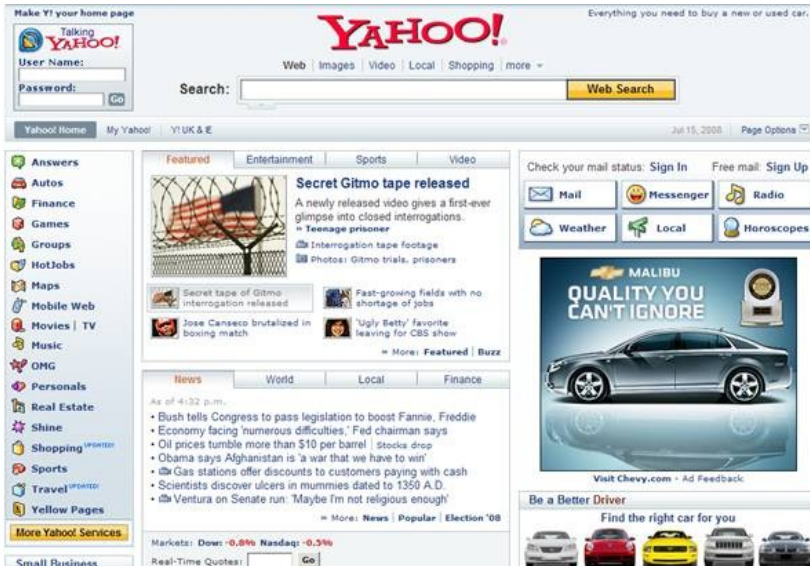 Make Y! your home page
Everything you need to buy a new or used car.
Talking
YAHOO!
User Name:
Password:
Go
YAHOO!
Web | Images | Video | Local | Shopping | more
Search:
Web Search
Yahoo! Home
My Yahoo!
Y! UK & IE
Jul 15, 2008
Page Options
Answers
Autos
Finance
Games
Groups
HotJobs
Maps
Mobile Web
Movies | TV
Music
OMG
Personals
Real Estate
Shine
Shopping UPDATED!
Sports
Travel UPDATED!
Yellow Pages
More Yahoo! Services
Small Business
Featured
Entertainment
Sports
Video
Secret Gitmo tape released
A newly released video gives a first-ever
glimpse into closed interrogations.
» Teenage prisoner
Interrogation tape footage
Photos: Gitmo trials, prisoners
Secret tape of Gitmo
interrogation released
Fast-growing fields with no
shortage of jobs
Jose Canseco brutalized in
boxing match
'Ugly Betty' favorite
leaving for CBS show
» More: Featured | Buzz
News
World
Local
Finance
As of 4:32 p.m.
• Bush tells Congress to pass legislation to boost Fannie, Freddie
• Economy facing 'numerous difficulties,' Fed chairman says
• Oil prices tumble more than $10 per barrel | Stocks drop
• Obama says Afghanistan is 'a war that we have to win'
• Gas stations offer discounts to customers paying with cash
• Scientists discover ulcers in mummies dated to 1350 A.D.
• Ventura on Senate run: 'Maybe I'm not religious enough'
» More: News | Popular | Election '08
Markets: Dow: -0.8% Nasdaq: -0.5%
Real-Time Quotes:
Go
Check your mail status: Sign In
Free mail: Sign Up
Mail
Messenger
Radio
Weather
Local
Horoscopes
MALIBU
QUALITY YOU
CAN'T IGNORE
Visit Chevy.com - Ad Feedback
Be a Better Driver
Find the right car for you